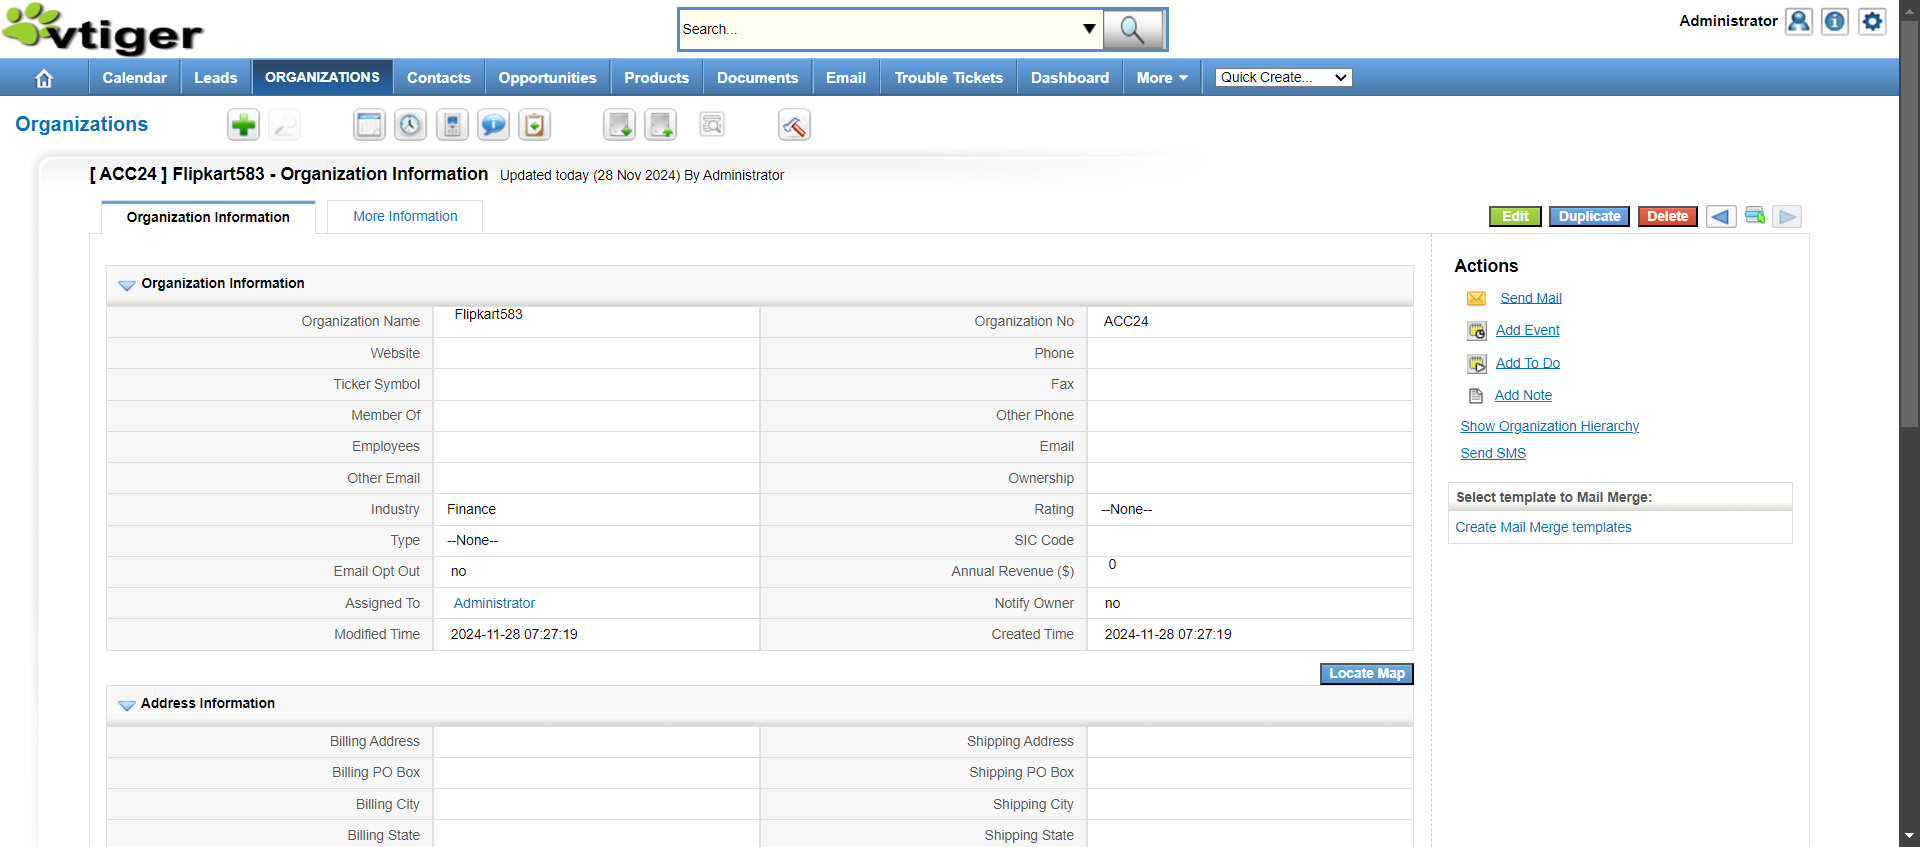 vtiger
Search...
Administrator
Calendar Leads ORGANIZATIONS Contacts Opportunities Products Documents Email Trouble Tickets Dashboard More Quick Create...
Organizations
[ ACC24 ] Flipkart583 - Organization Information Updated today (28 Nov 2024) By Administrator
Organization Information More Information Edit Duplicate Delete
Organization Information
Organization Name Flipkart583 Organization No ACC24
Website Phone
Ticker Symbol Fax
Member Of Other Phone
Employees Email
Other Email Ownership
Industry Finance Rating --None--
Type --None-- SIC Code
Email Opt Out no Annual Revenue ($) 0
Assigned To Administrator Notify Owner no
Modified Time 2024-11-28 07:27:19 Created Time 2024-11-28 07:27:19
Locate Map
Address Information
Billing Address Shipping Address
Billing PO Box Shipping PO Box
Billing City Shipping City
Billing State Shipping State
Actions
Send Mail
Add Event
Add To Do
Add Note
Show Organization Hierarchy
Send SMS
Select template to Mail Merge:
Create Mail Merge templates